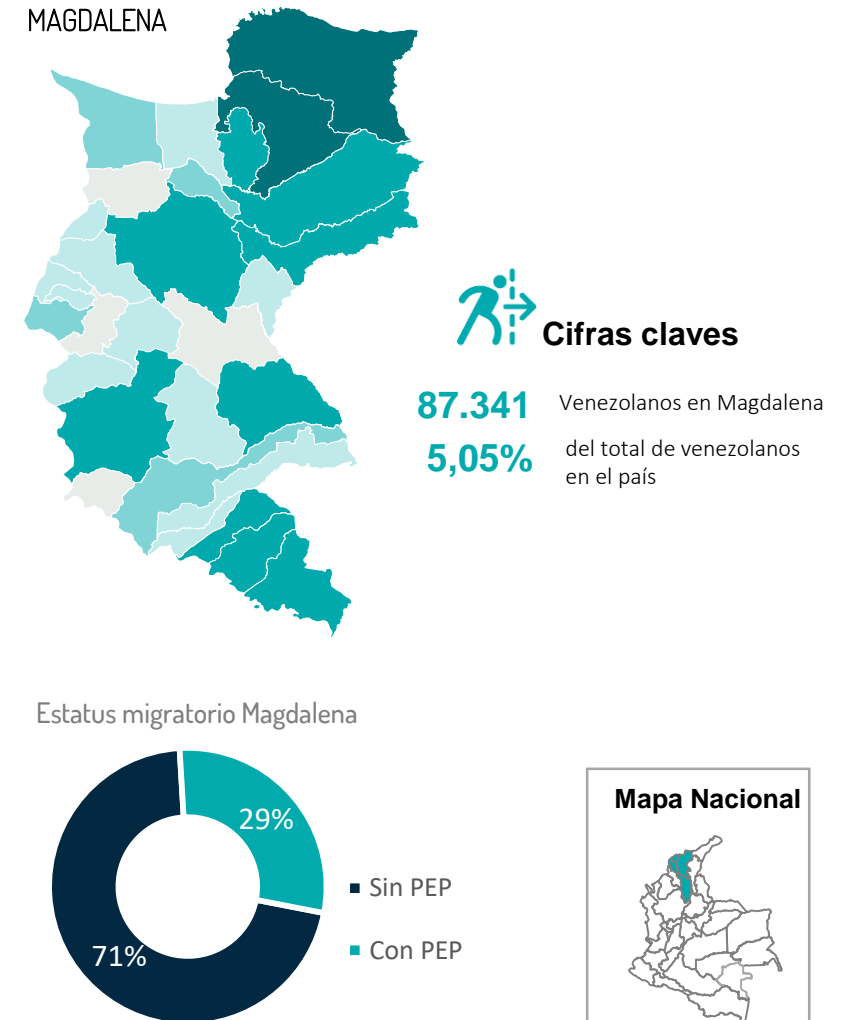 MAGDALENA
Cifras claves
87.341 Venezolanos en Magdalena
5,05% del total de venezolanos
en el país
Estatus migratorio Magdalena
29%
71%
Sin PEP
Con PEP
Mapa Nacional